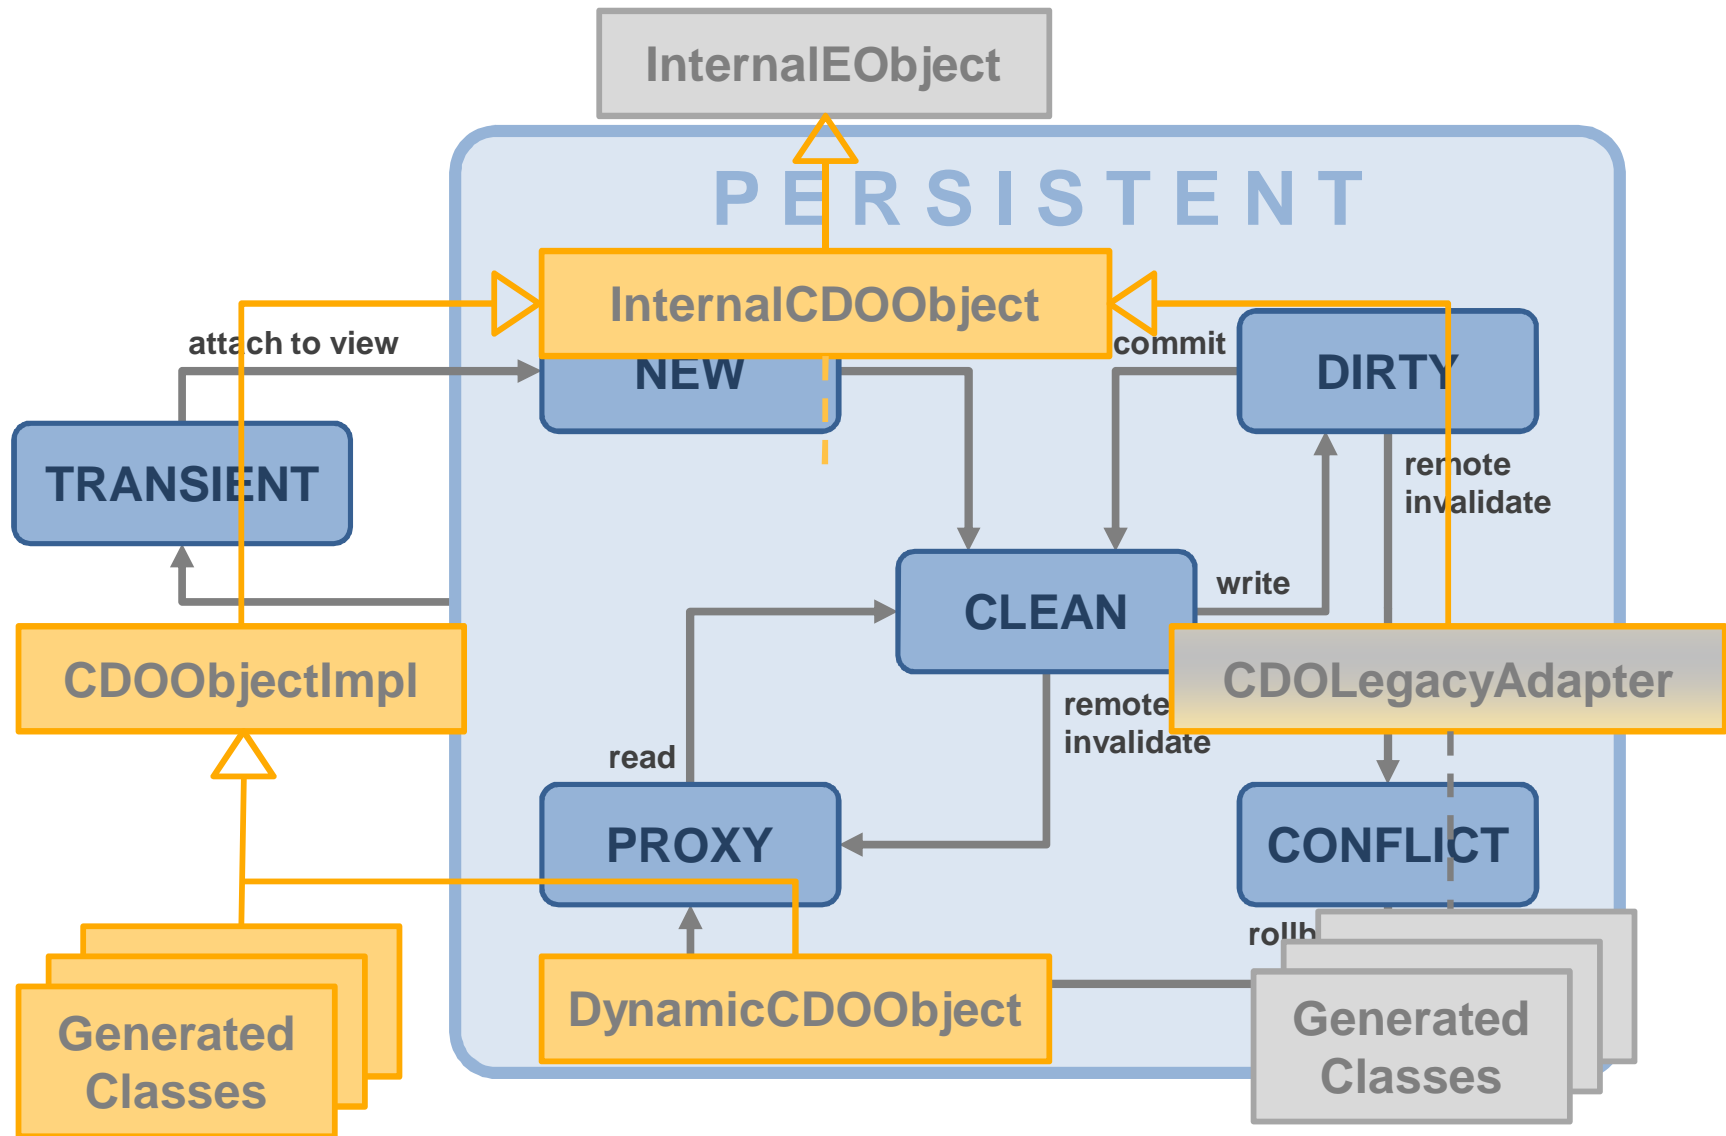 InternalEObject
PERSISTENT
InternalCDOObject
attach to view
commit
NEW
DIRTY
TRANSIENT
remote
invalidate
write
CLEAN
CDOObjectImpl
CDOLegacyAdapter
remote
invalidate
read
PROXY
CONFLICT
DynamicCDOObject
Generated
Classes
Generated
Classes